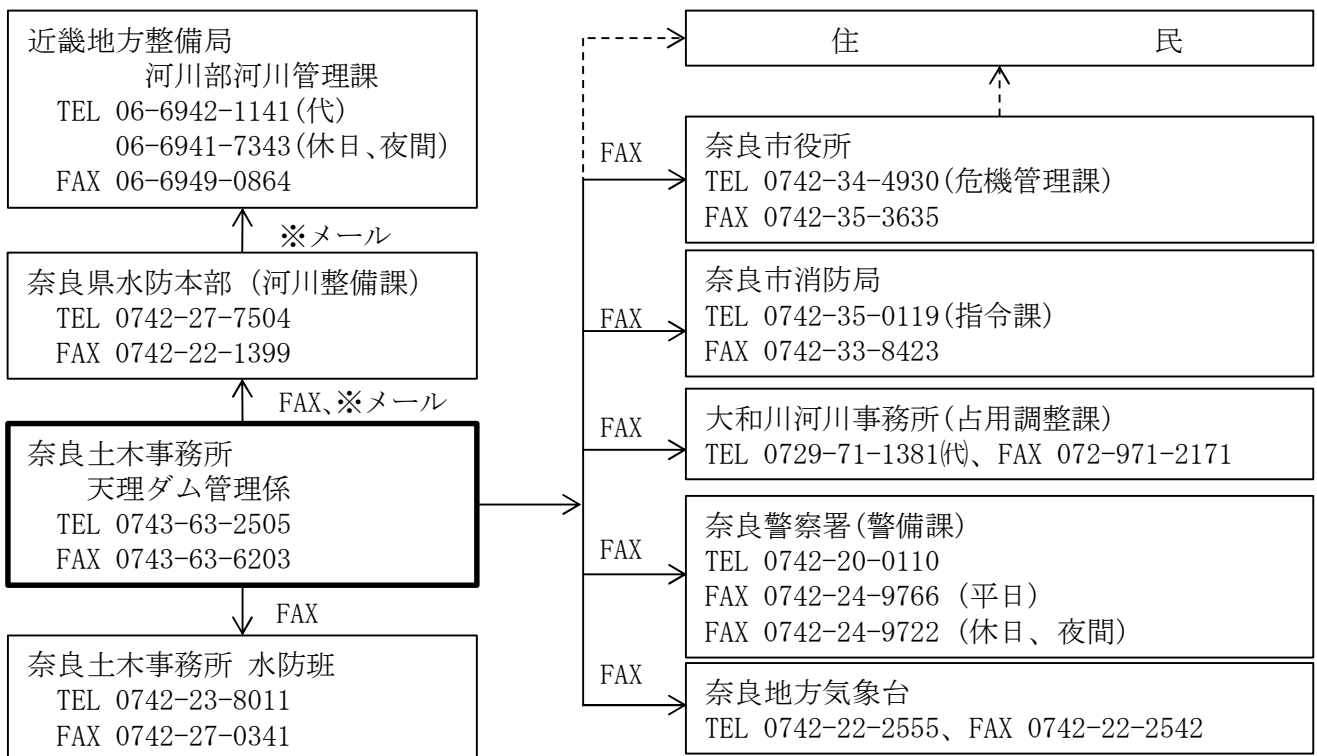 近畿地方整備局
河川部河川管理課
TEL 06-6942-1141(代)
06-6941-7343(休日、夜間)
FAX 06-6949-0864
※メール
奈良県水防本部 (河川整備課)
TEL 0742-27-7504
FAX 0742-22-1399
FAX、※メール
奈良土木事務所
天理ダム管理係
TEL 0743-63-2505
FAX 0743-63-6203
FAX
奈良土木事務所 水防班
TEL 0742-23-8011
FAX 0742-27-0341
住 民
FAX
奈良市役所
TEL 0742-34-4930(危機管理課)
FAX 0742-35-3635
FAX
奈良市消防局
TEL 0742-35-0119(指令課)
FAX 0742-33-8423
FAX
大和川河川事務所(占用調整課)
TEL 0729-71-1381㈹、FAX 072-971-2171
FAX
奈良警察署(警備課)
TEL 0742-20-0110
FAX 0742-24-9766 (平日)
FAX 0742-24-9722 (休日、夜間)
FAX
奈良地方気象台
TEL 0742-22-2555、FAX 0742-22-2542